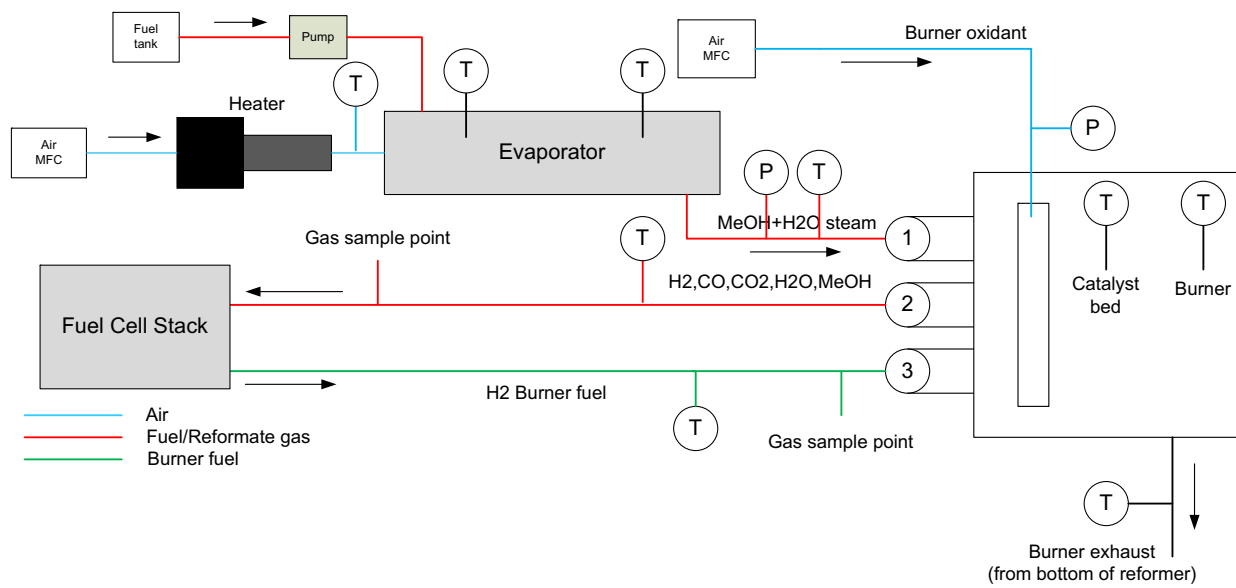 Fuel
tank
Pump
Air
MFC
Burner oxidant
T
T
T
Heater
P
Air
MFC
Evaporator
P
T
T
T
MeOH+H2O steam
1
Gas sample point
T
H2,CO,CO2,H2O,MeOH
Catalyst
bed
Burner
2
Fuel Cell Stack
3
H2 Burner fuel
Air
T
Gas sample point
Fuel/Reformate gas
Burner fuel
T
Burner exhaust
(from bottom of reformer)